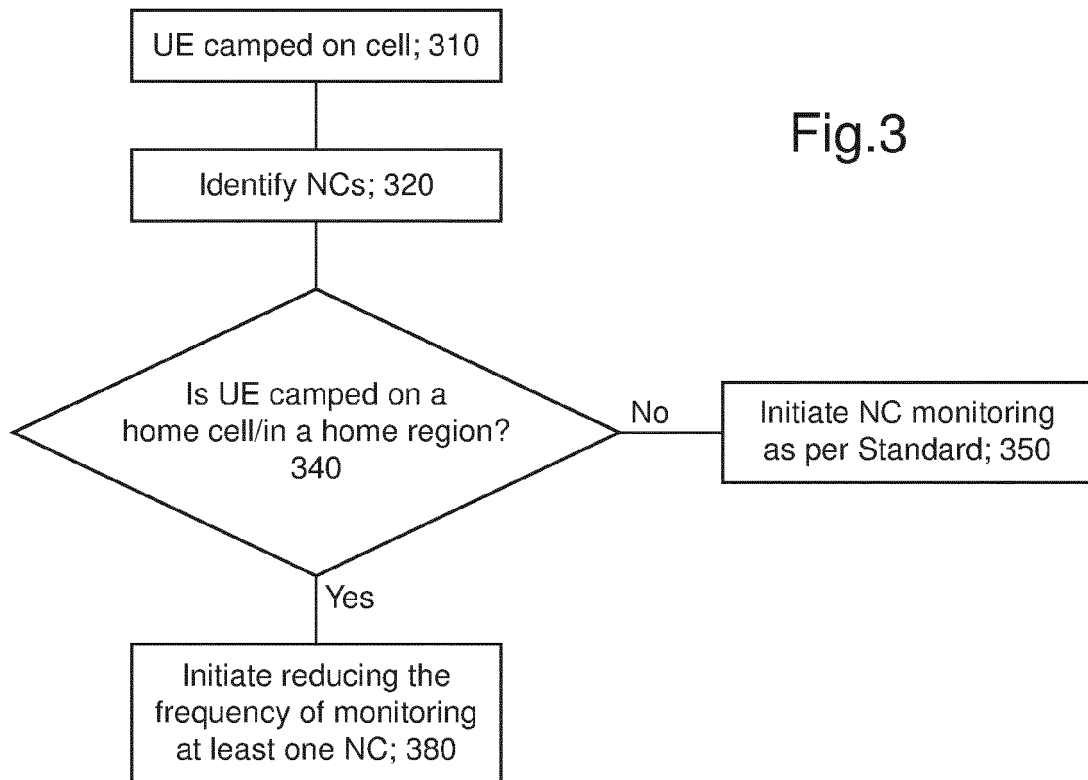 UE camped on cell; 310
Fig.3
Identify NCs; 320
Is UE camped on a
home cell/in a home region?
340
No
Initiate NC monitoring
as per Standard; 350
Yes
Initiate reducing the
frequency of monitoring
at least one NC; 380